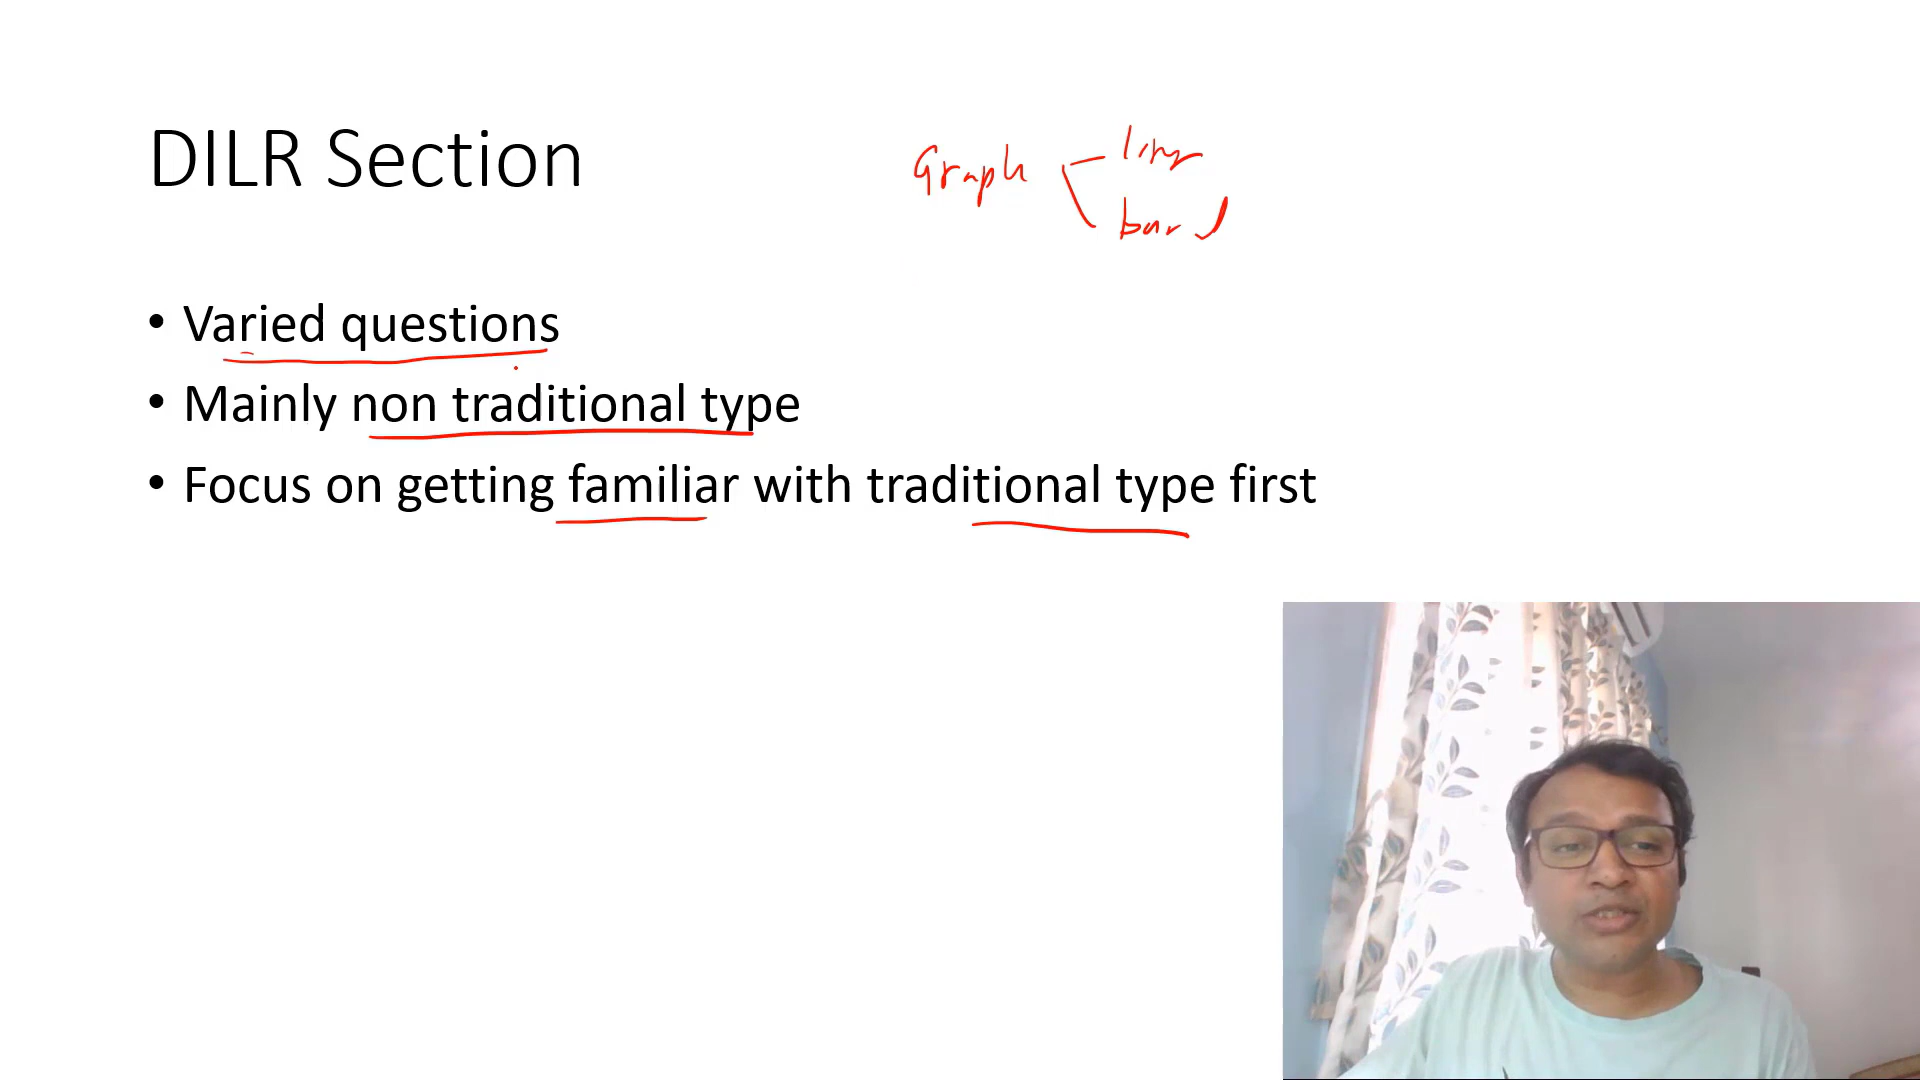 DILR Section
Graph
line
bar
• Varied questions
• Mainly non traditional type
• Focus on getting familiar with traditional type first